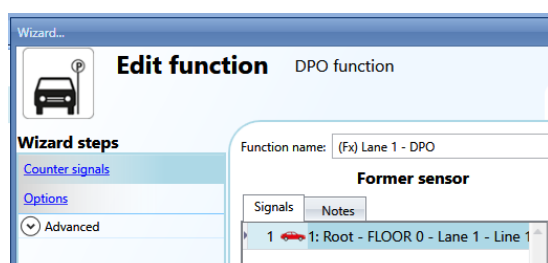 Wizard...
P
Edit function DPO function
Wizard steps
Counter signals
Options
Advanced
Function name: (Fx) Lane 1 - DPO
Former sensor
Signals Notes
1 1: Root - FLOOR 0 - Lane 1 - Line 1